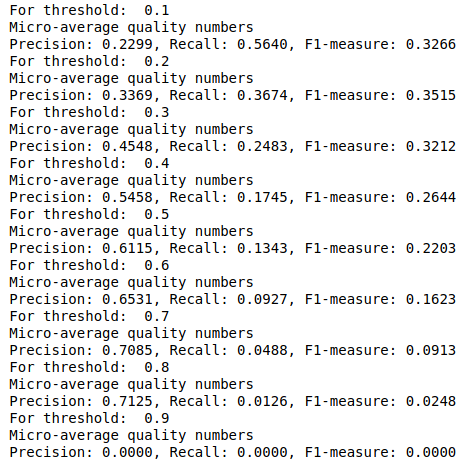 For threshold:  0.1
Micro-average quality numbers
Precision: 0.2299, Recall: 0.5640, F1-measure: 0.3266
For threshold:  0.2
Micro-average quality numbers
Precision: 0.3369, Recall: 0.3674, F1-measure: 0.3515
For threshold:  0.3
Micro-average quality numbers
Precision: 0.4548, Recall: 0.2483, F1-measure: 0.3212
For threshold:  0.4
Micro-average quality numbers
Precision: 0.5458, Recall: 0.1745, F1-measure: 0.2644
For threshold:  0.5
Micro-average quality numbers
Precision: 0.6115, Recall: 0.1343, F1-measure: 0.2203
For threshold:  0.6
Micro-average quality numbers
Precision: 0.6531, Recall: 0.0927, F1-measure: 0.1623
For threshold:  0.7
Micro-average quality numbers
Precision: 0.7085, Recall: 0.0488, F1-measure: 0.0913
For threshold:  0.8
Micro-average quality numbers
Precision: 0.7125, Recall: 0.0126, F1-measure: 0.0248
For threshold:  0.9
Micro-average quality numbers
Precision: 0.0000, Recall: 0.0000, F1-measure: 0.0000